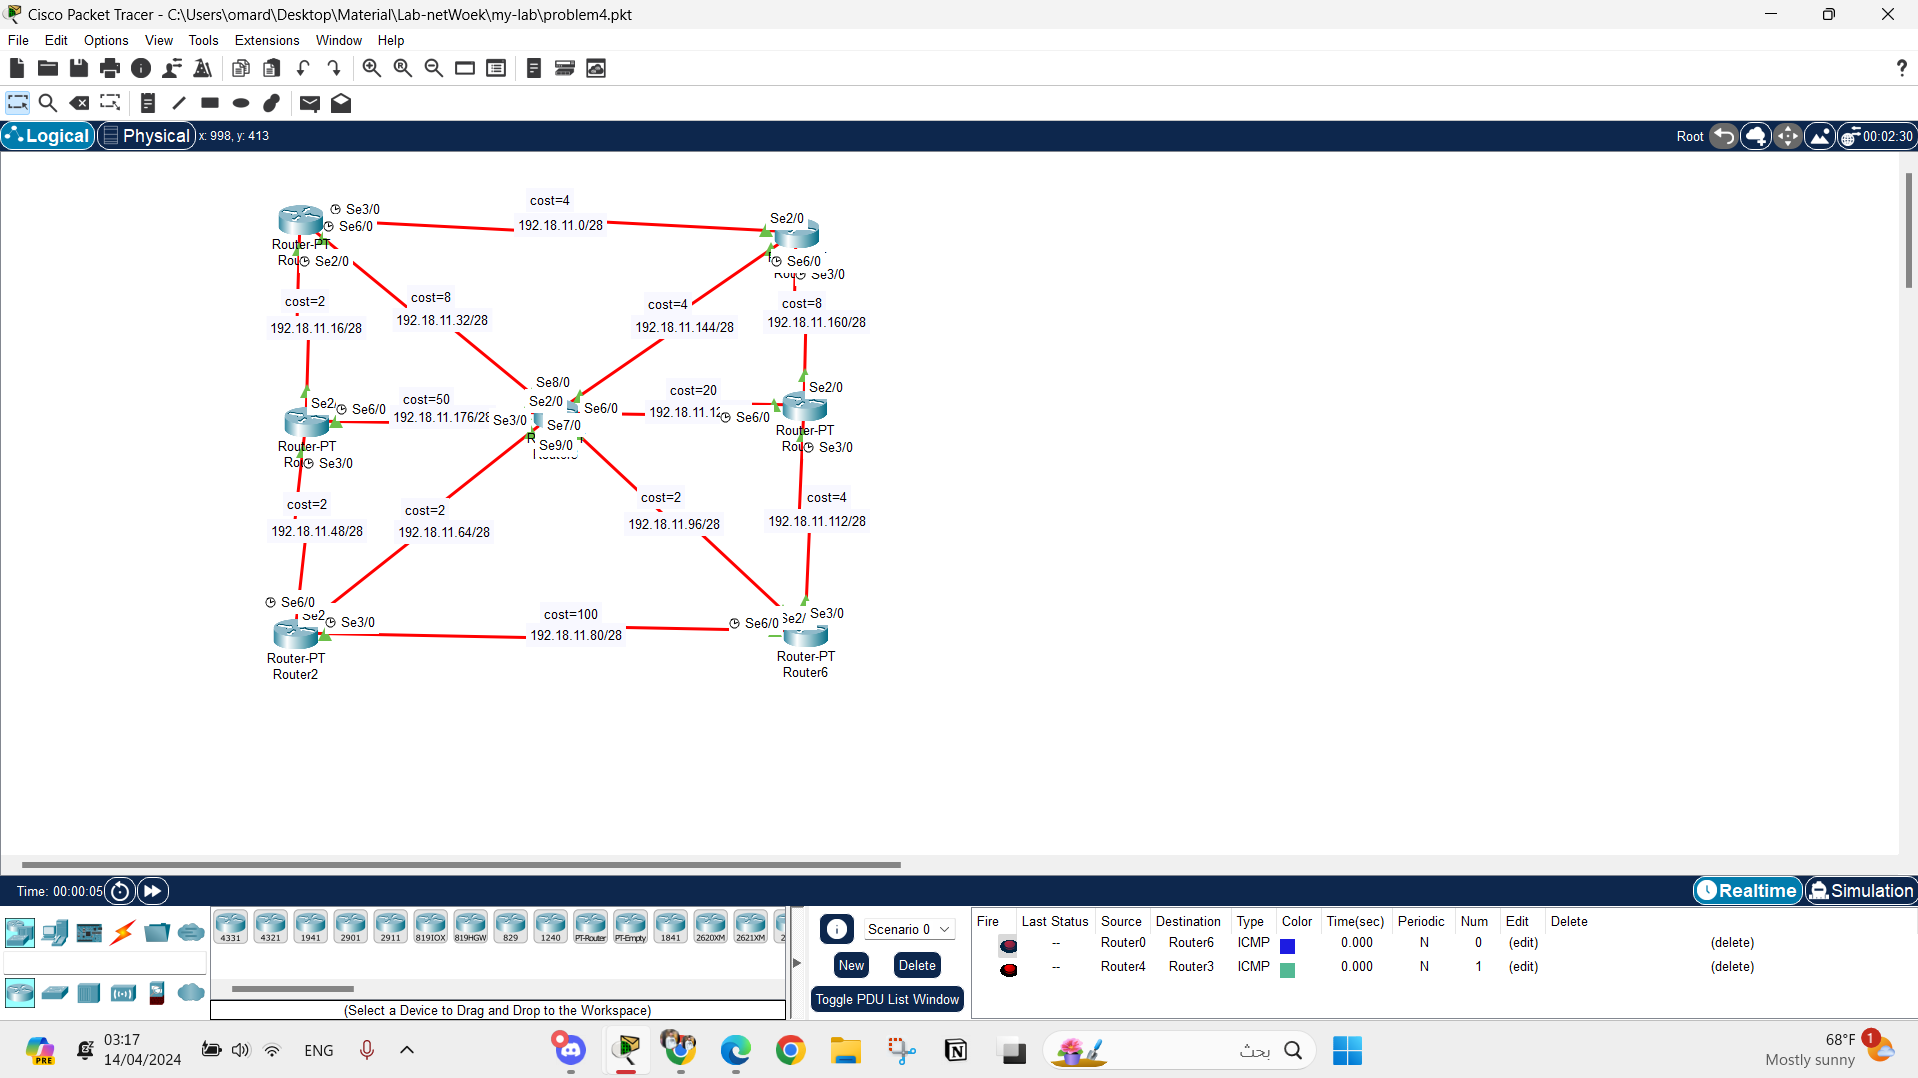 Cisco Packet Tracer - C:\Users\omard\Desktop\Material\Lab-netWoek\my-lab\problem4.pkt
File Edit Options View Tools Extensions Window Help
?
Logical Physical x: 998, y: 413 Root 00:02:30
cost=4
Se3/0
192.18.11.0/28
Se2/0
Se6/0
Router-PT
Se2/0
Se6/0
Se3/0
cost=2
cost=8
cost=4
cost=8
192.18.11.16/28
192.18.11.32/28
192.18.11.144/28
192.18.11.160/28
Se8/0
Se2/0
Se2/0
cost=50
cost=20
Se6/0
192.18.11.176/28
Se3/0
Se6/0
Se6/0
Se7/0
Router-PT
Router-PT
Se9/0
Se3/0
Se3/0
cost=2
cost=2
cost=2
cost=4
192.18.11.48/28
192.18.11.64/28
192.18.11.96/28
192.18.11.112/28
Se6/0
Se3/0
cost=100
Se6/0
Se2/
Se3/0
192.18.11.80/28
Router-PT
Router2
Router-PT
Router6
Time: 00:00:05 Realtime Simulation
4331 4321 1941 2901 2911 819IOX 819HGW 829 1240 PT-Router PT-Empty 1841 2620XM 2621XM
(Select a Device to Drag and Drop to the Workspace)
Scenario 0
New Delete
Toggle PDU List Window
Fire Last Status Source Destination Type Color Time(sec) Periodic Num Edit Delete
-- Router0 Router6 ICMP 0.000 N 0 (edit) (delete)
-- Router4 Router3 ICMP 0.000 N 1 (edit) (delete)
PRE
03:17
14/04/2024
ENG
بحث
68°F
Mostly sunny
1